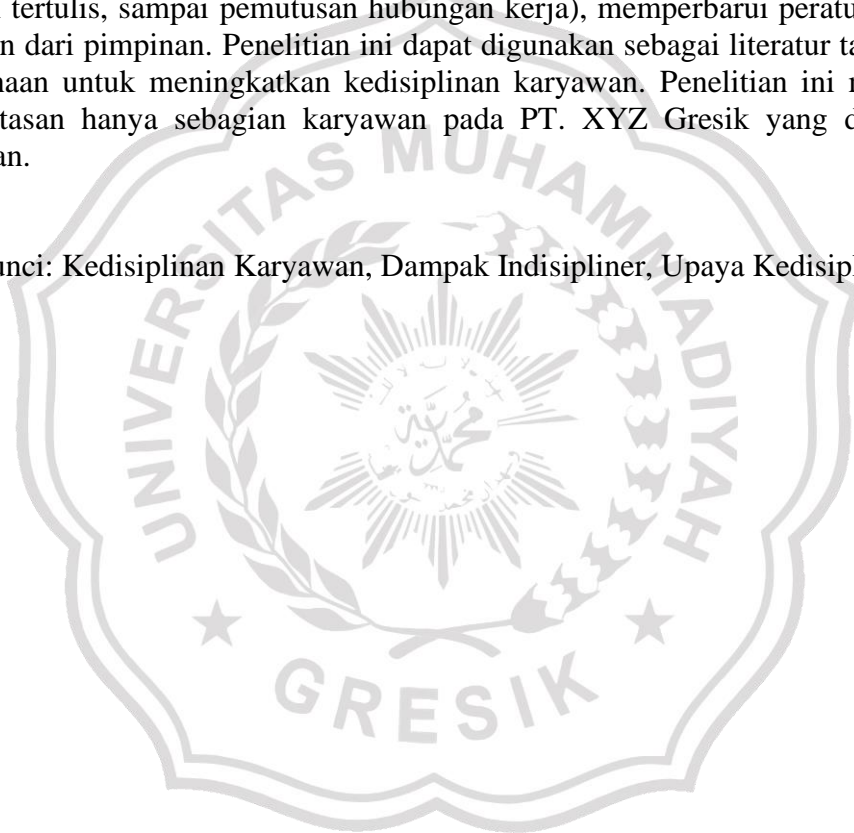 tertulis, sampai pemutusan hubungan kerja), memperbarui peratu
n dari pimpinan. Penelitian ini dapat digunakan sebagai literatur ta
naan untuk meningkatkan kedisiplinan karyawan. Penelitian ini
tasan hanya sebagian karyawan pada PT. XYZ Gresik yang d
an.
unci: Kedisiplinan Karyawan, Dampak Indisipliner, Upaya Kedisipl
UNIVERSITAS MUHAMMADIYAH
GRESIK